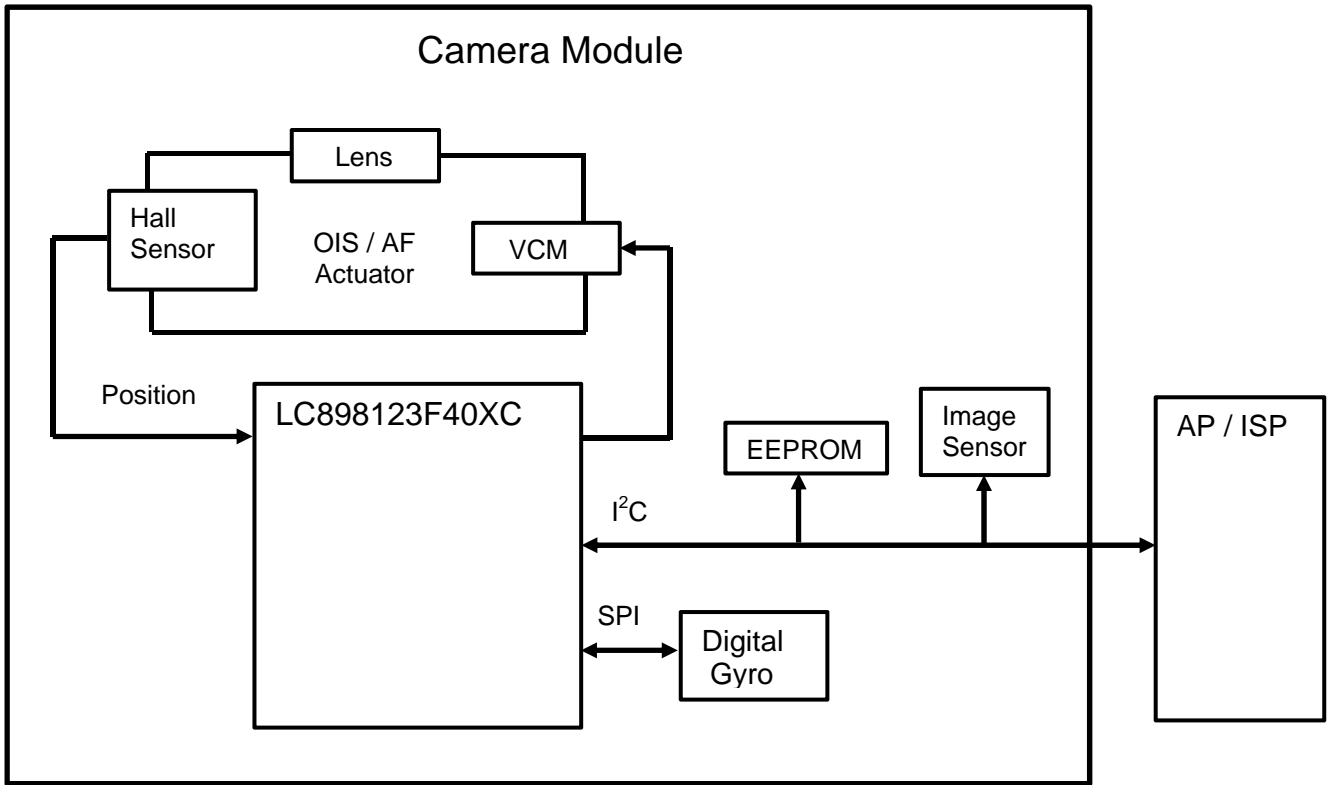 Camera Module
Lens
Hall
Sensor
OIS / AF
Actuator
VCM
Position
LC898123F40XC
EEPROM
Image
Sensor
AP / ISP
I²C
SPI
Digital
Gyro